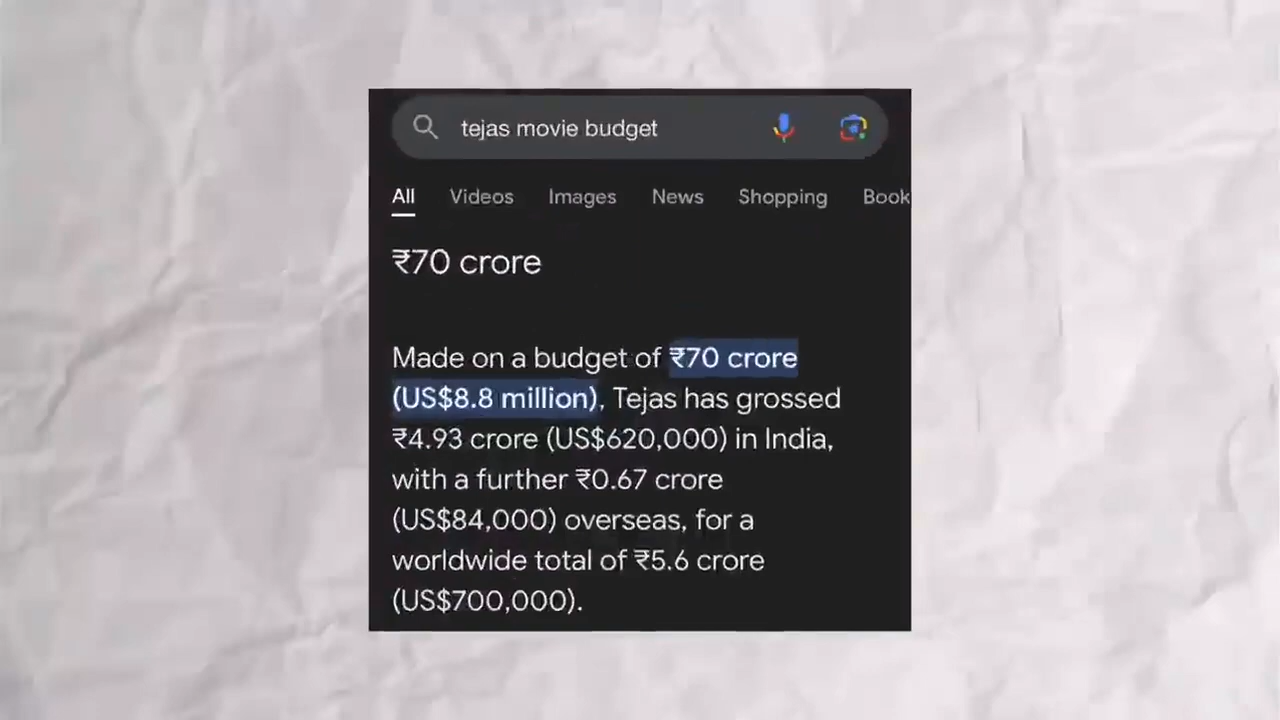 tejas movie budget
All Videos Images News Shopping Book
₹70 crore
Made on a budget of ₹70 crore
(US$8.8 million), Tejas has grossed
₹4.93 crore (US$620,000) in India,
with a further ₹0.67 crore
(US$84,000) overseas, for a
worldwide total of ₹5.6 crore
(US$700,000).